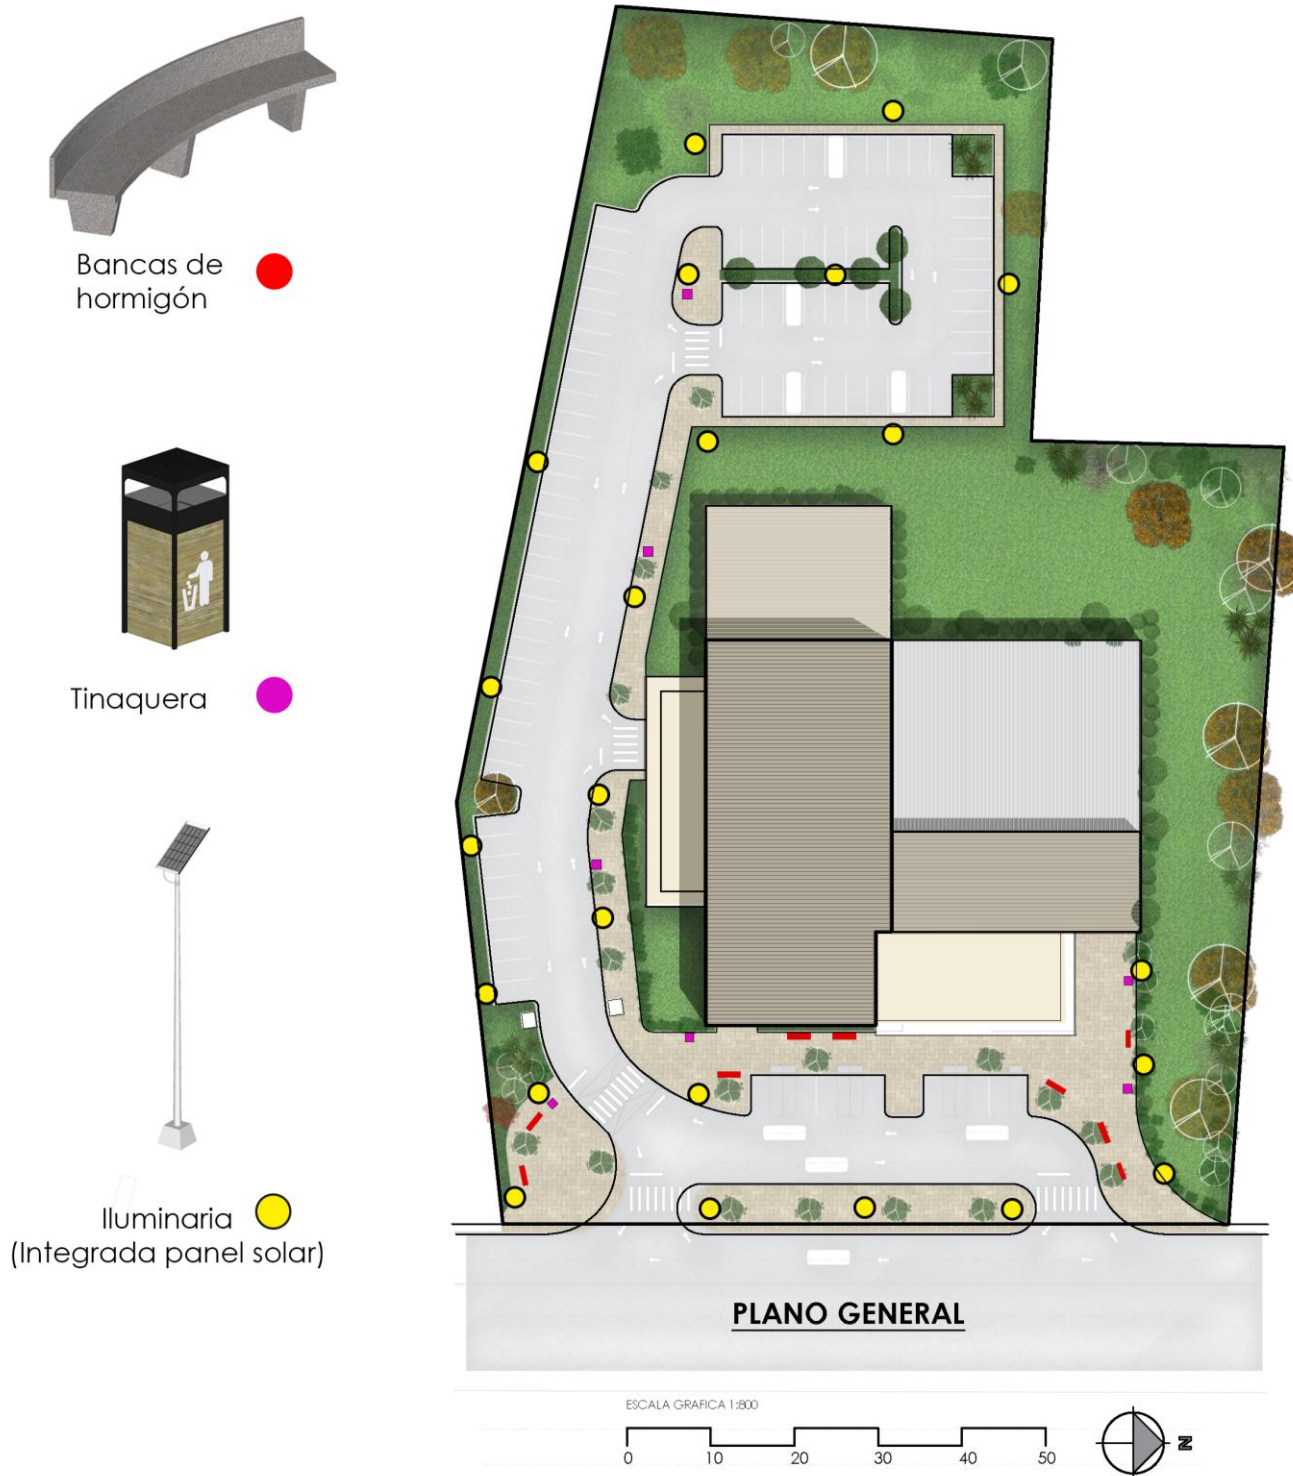 Bancas de
hormigón
Tinaquera
Iluminaria
(Integrada panel solar)
PLANO GENERAL
ESCALA GRAFICA 1:800
0 10 20 30 40 50
N